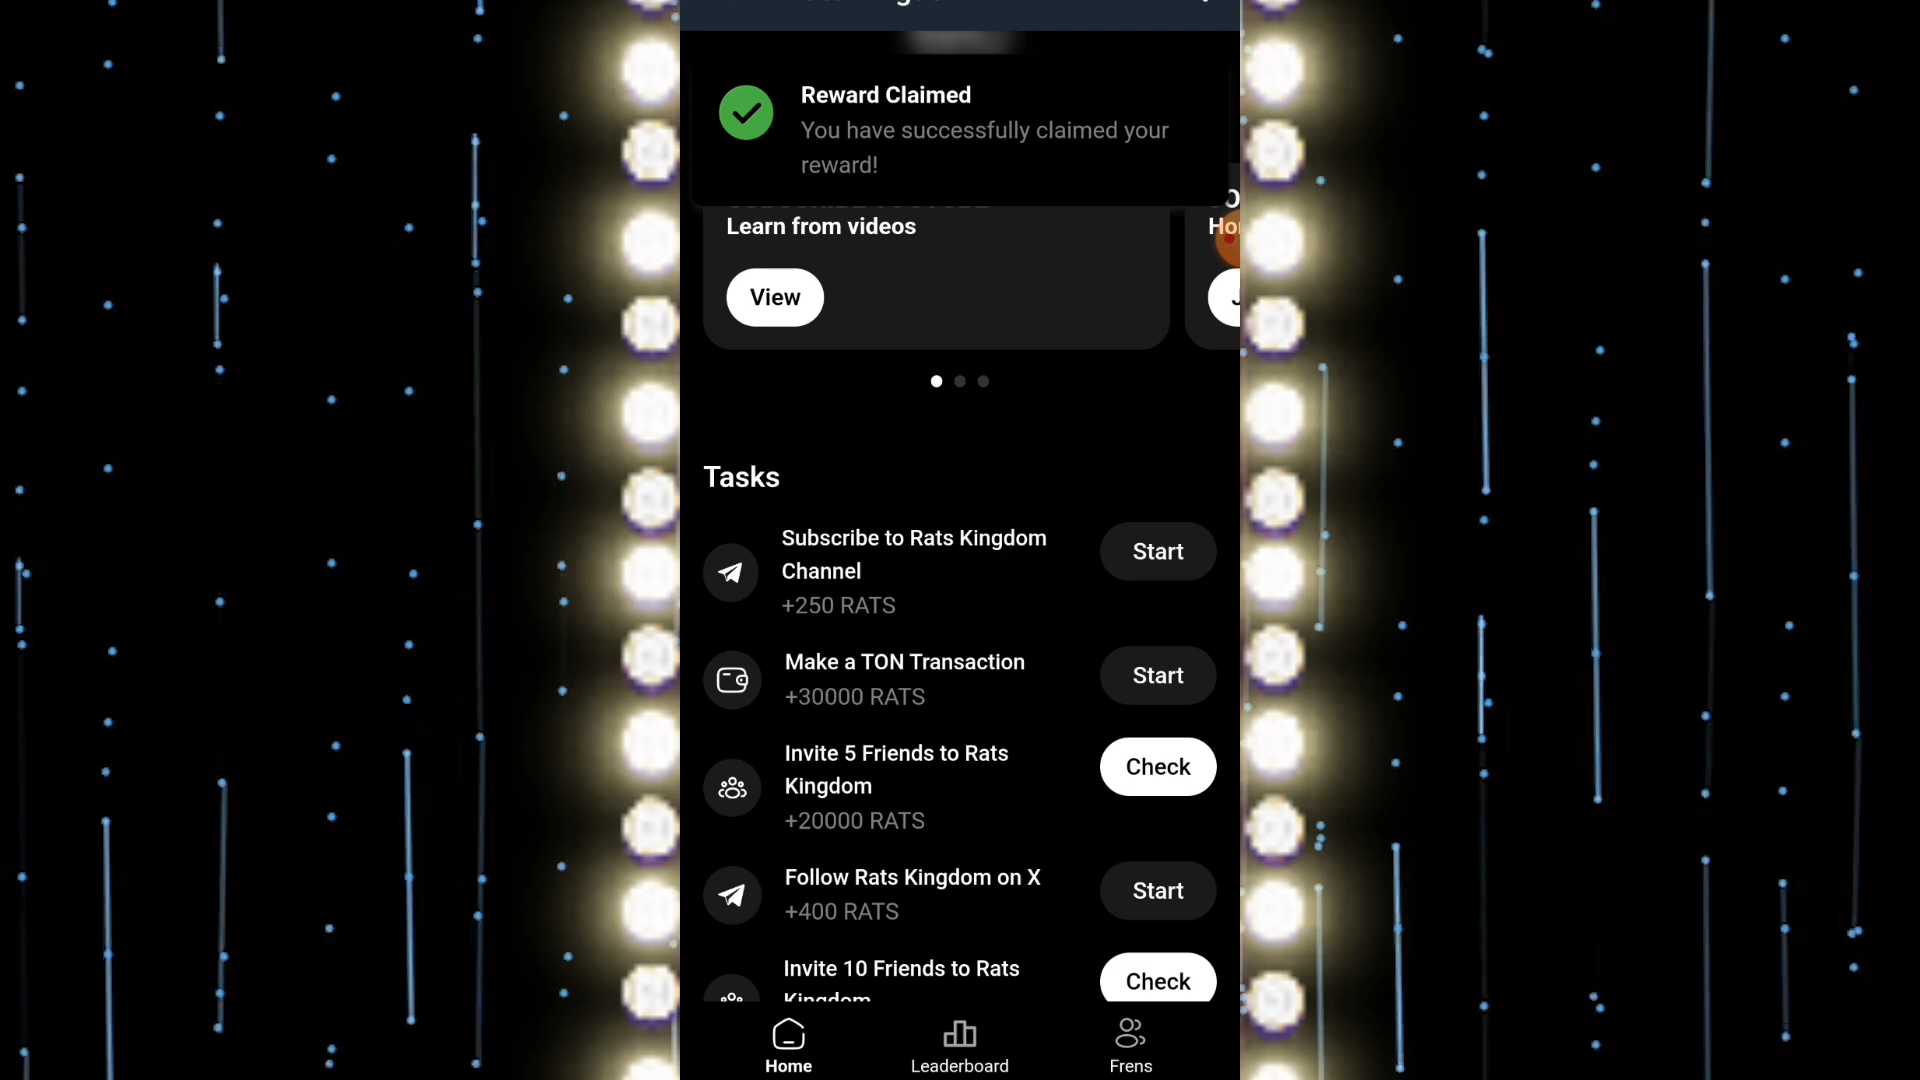 Reward Claimed
You have successfully claimed your
reward!
Learn from videos
View
Tasks
Subscribe to Rats Kingdom
Channel
+250 RATS
Start
Make a TON Transaction
+30000 RATS
Start
Invite 5 Friends to Rats
Kingdom
+20000 RATS
Check
Follow Rats Kingdom on X
+400 RATS
Start
Invite 10 Friends to Rats
Kingdom
Check
Home
Leaderboard
Frens